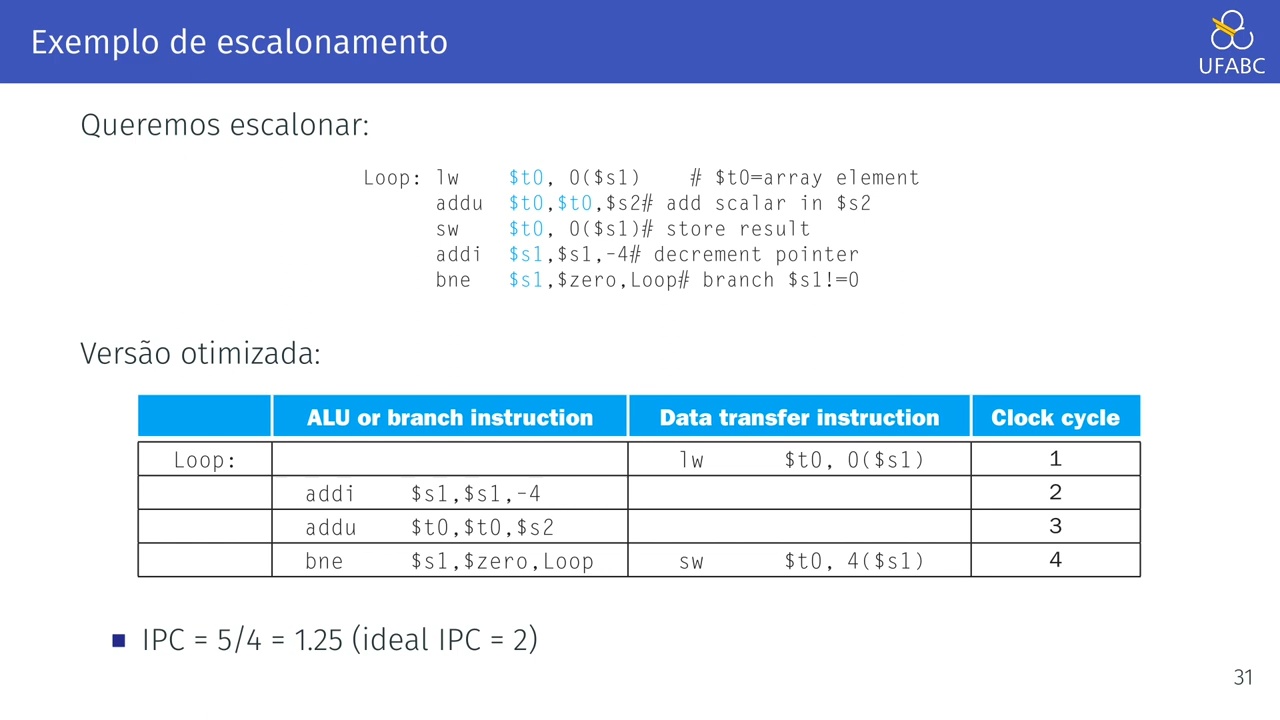 Exemplo de escalonamento
UFABC
Queremos escalonar:
Loop: lw $t0, 0($s1) # $t0=array element
addu $t0,$t0,$s2# add scalar in $s2
sw $t0, 0($s1)# store result
addi $s1,$s1,-4# decrement pointer
bne $s1,$zero,Loop# branch $s1!=0
Versão otimizada:
ALU or branch instruction Data transfer instruction Clock cycle
Loop: lw $t0, 0($s1) 1
addi $s1,$s1,-4 2
addu $t0,$t0,$s2 3
bne $s1,$zero,Loop sw $t0, 4($s1) 4
IPC = 5/4 = 1.25 (ideal IPC = 2)
31